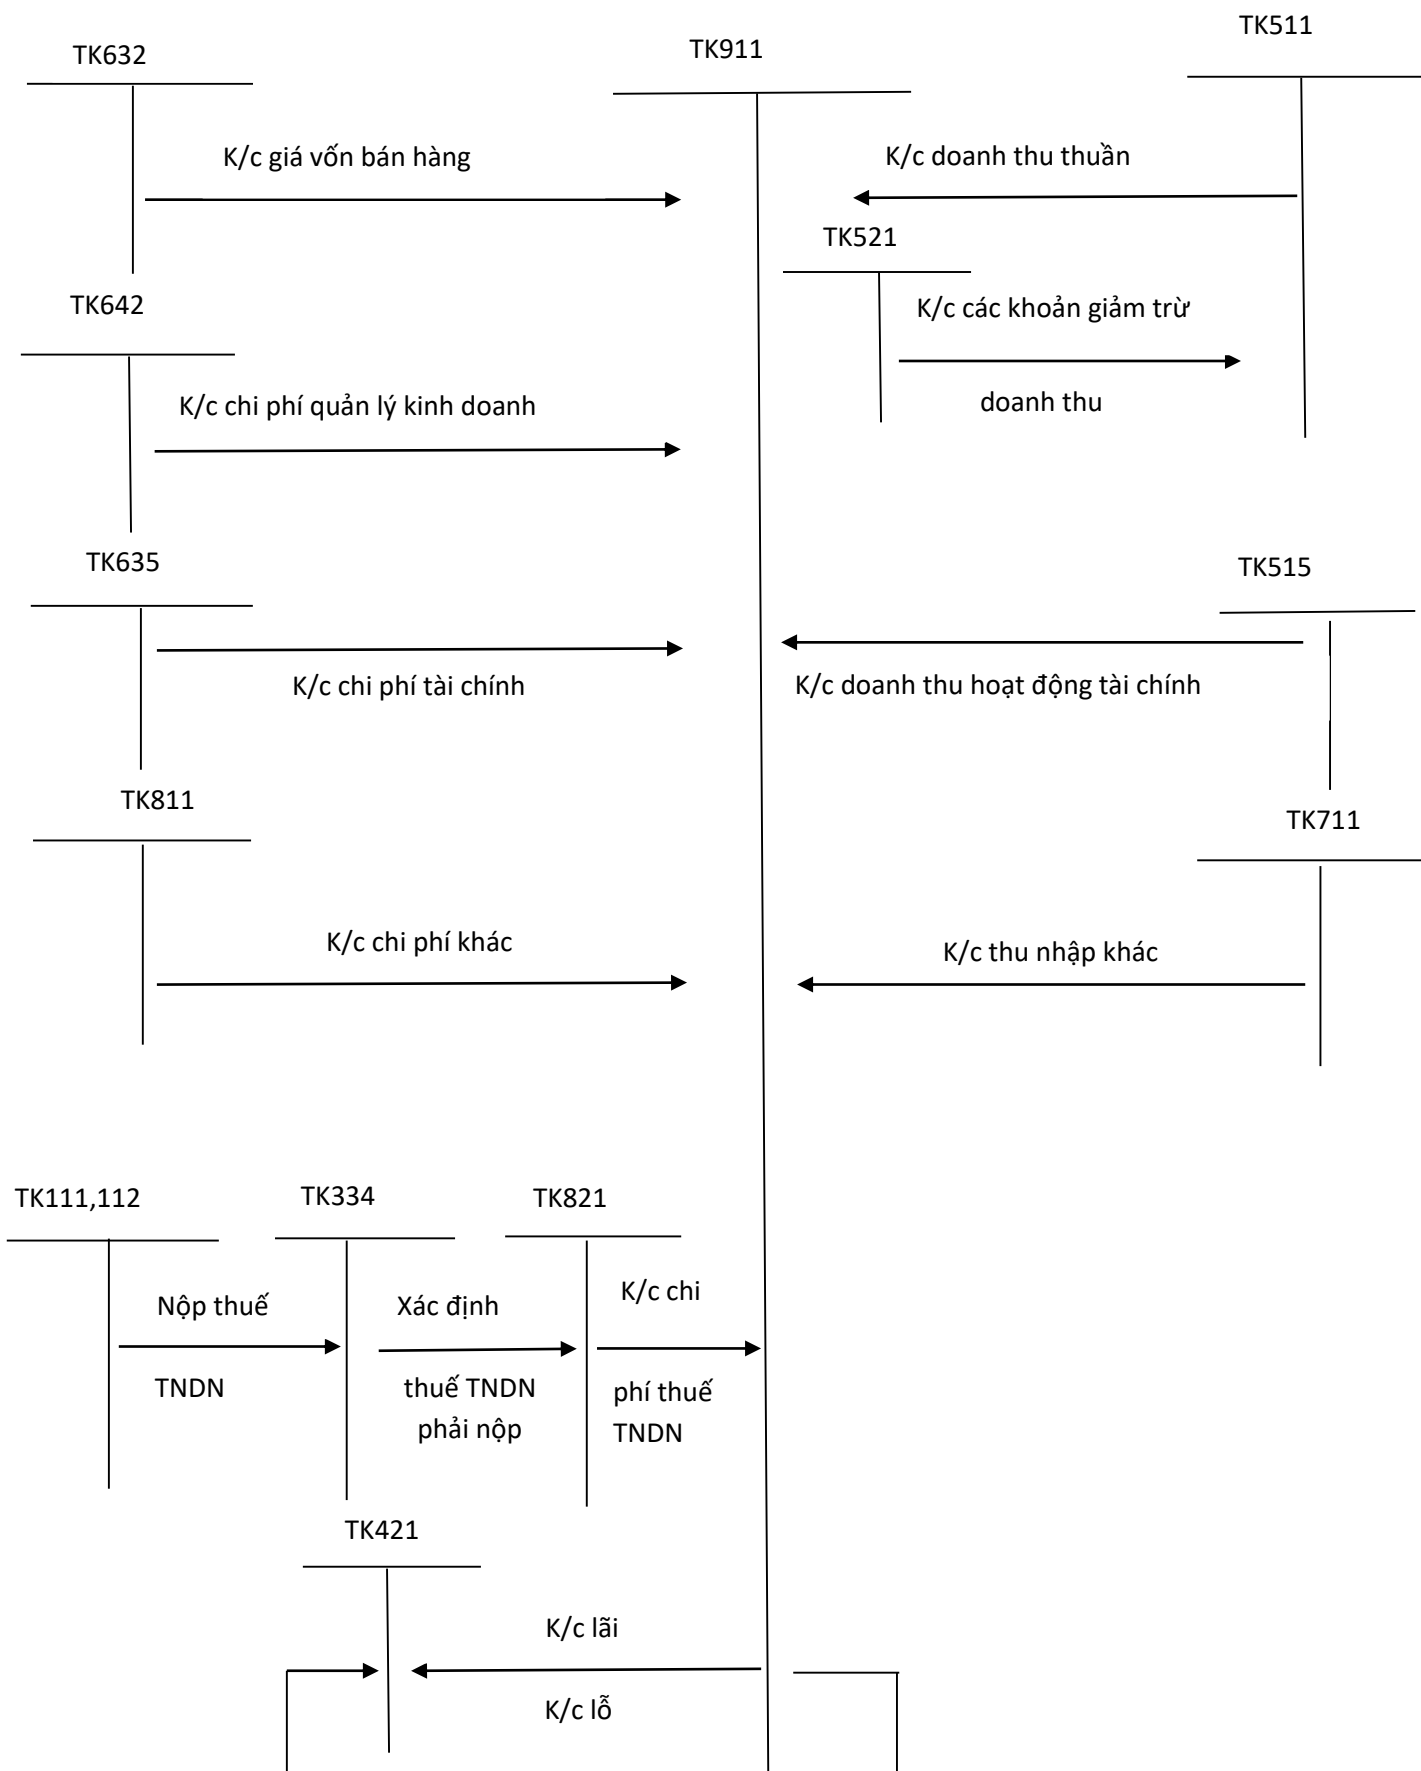 TK632
TK911
TK511
K/c giá vốn bán hàng
K/c doanh thu thuần
TK521
TK642
K/c các khoản giảm trừ
doanh thu
K/c chi phí quản lý kinh doanh
TK635
TK515
K/c chi phí tài chính
K/c doanh thu hoạt động tài chính
TK811
TK711
K/c chi phí khác
K/c thu nhập khác
TK111,112
TK334
TK821
Nộp thuế
TNDN
Xác định
thuế TNDN
phải nộp
K/c chi
phí thuế
TNDN
TK421
K/c lãi
K/c lỗ